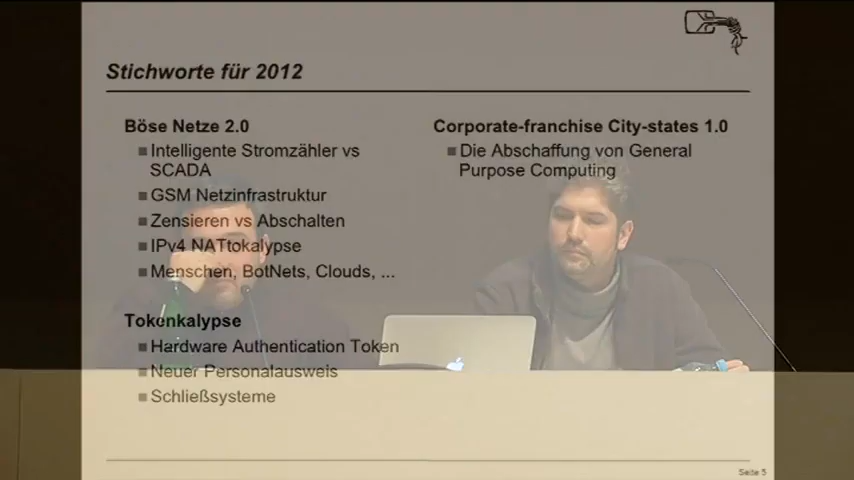 Stichworte für 2012
Böse Netze 2.0
Intelligente Stromzähler vs
SCADA
GSM Netzinfrastruktur
Zensieren vs Abschalten
IPv4 NATtokalypse
Menschen, BotNets, Clouds, ...
Tokenkalypse
Hardware Authentication Token
Neuer Personalausweis
Schließsysteme
Corporate-franchise City-states 1.0
Die Abschaffung von General
Purpose Computing
Seite 5